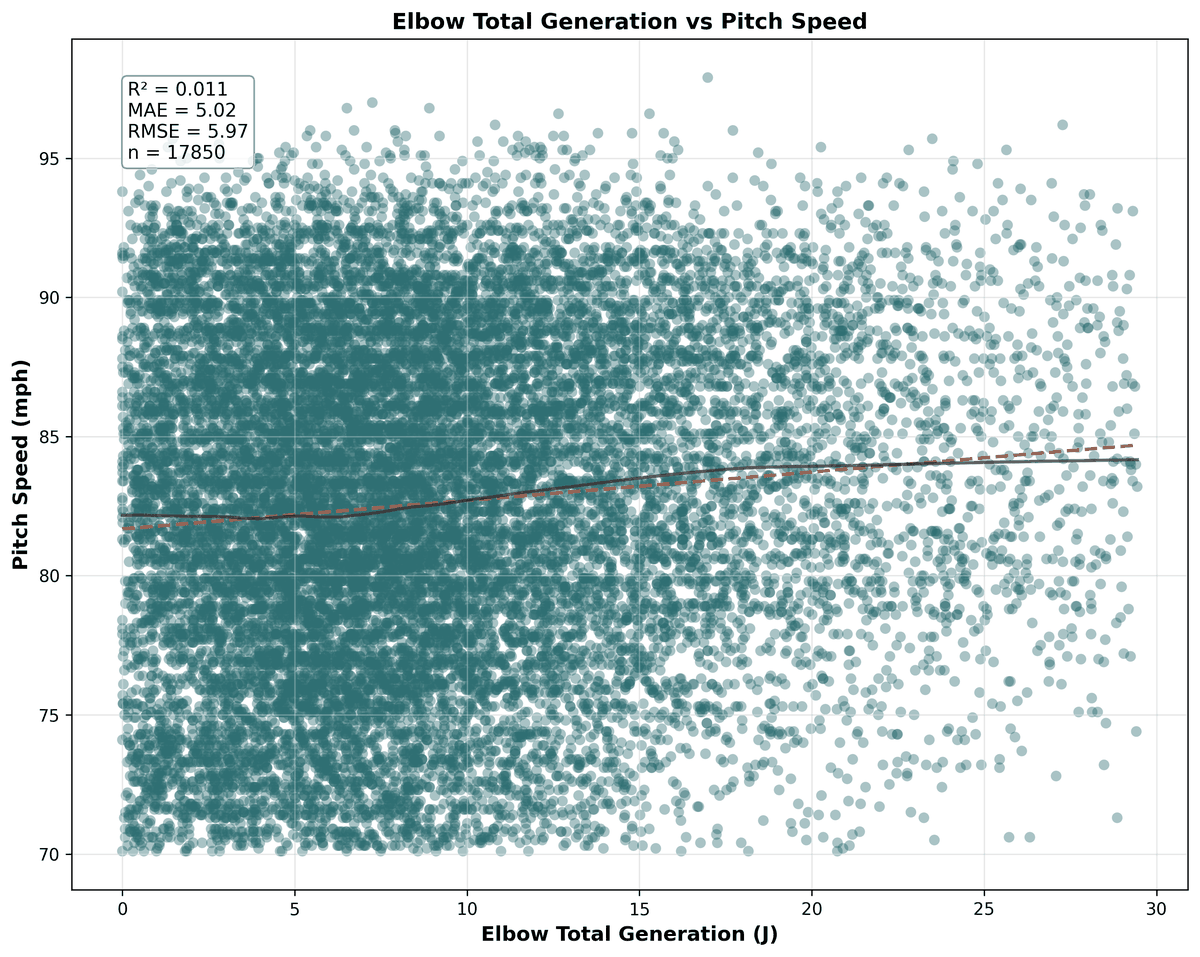 Elbow Total Generation vs Pitch Speed
R² = 0.011
MAE = 5.02
RMSE = 5.97
n = 17850
Pitch Speed (mph)
95
90
85
80
75
70
0 5 10 15 20 25 30
Elbow Total Generation (J)